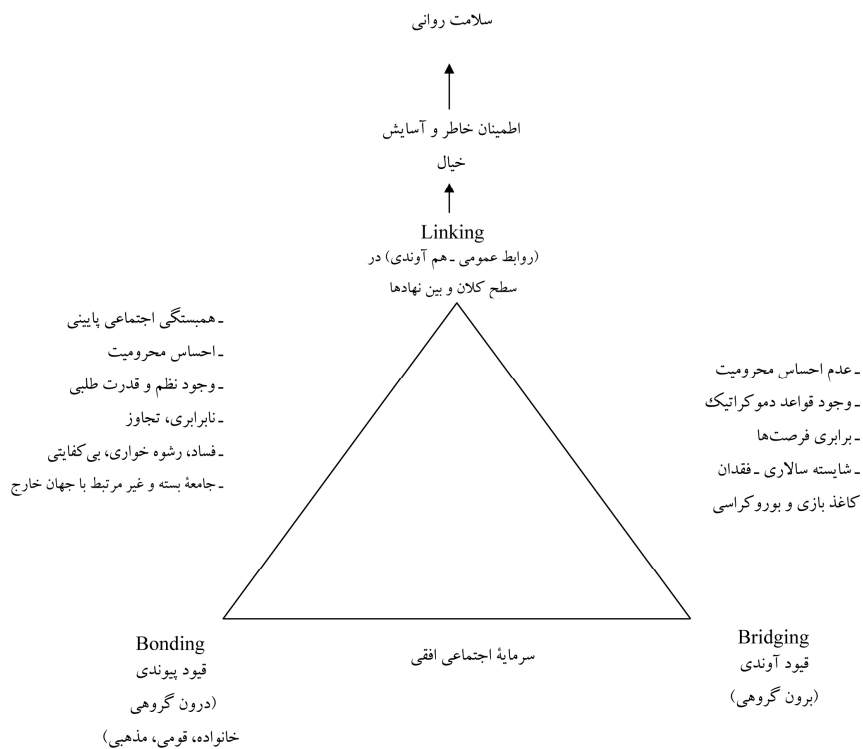 سلامت روانی
اطمینان خاطر و آسایش
خیال
Linking
(روابط عمومی ـ هم آوندی) در
سطح کلان و بین نهادها
ـ همبستگی اجتماعی پایینی
ـ احساس محرومیت
ـ وجود نظم و قدرت طلبی
ـ نابرابری، تجاوز
ـ فساد، رشوه خواری، بی‌کفایتی
ـ جامعۀ بسته و غیر مرتبط با جهان خارج
ـ عدم احساس محرومیت
ـ وجود قواعد دموکراتیک
ـ برابری فرصت‌ها
ـ شایسته سالاری ـ فقدان
کاغذ بازی و بوروکراسی
Bonding
قیود پیوندی
(درون گروهی)
خانواده، قومی، مذهبی)
سرمایۀ اجتماعی افقی
Bridging
قیود آوندی
(برون گروهی)